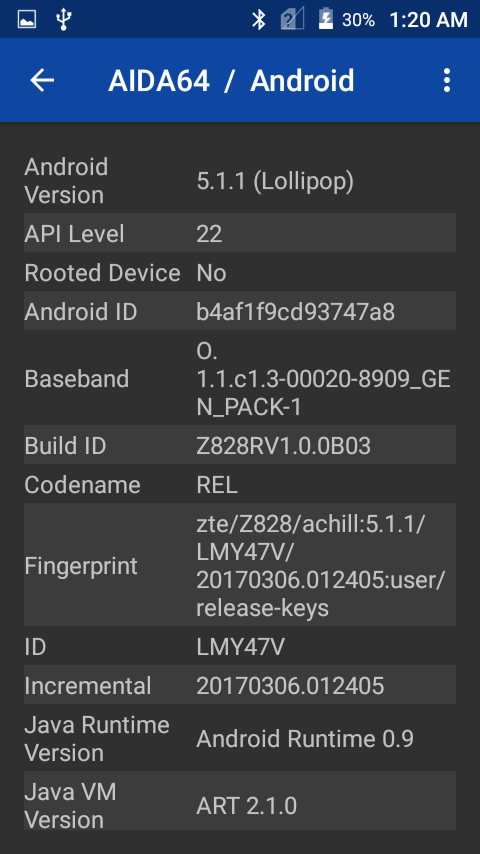 30% 1:20 AM
AIDA64 / Android
Android
Version
5.1.1 (Lollipop)
API Level 22
Rooted Device No
Android ID b4af1f9cd93747a8
Baseband
O.
1.1.c1.3-00020-8909_GE
N_PACK-1
Build ID Z828RV1.0.0B03
Codename REL
Fingerprint
zte/Z828/achill:5.1.1/
LMY47V/
20170306.012405:user/
release-keys
ID LMY47V
Incremental 20170306.012405
Java Runtime
Version
Android Runtime 0.9
Java VM
Version
ART 2.1.0